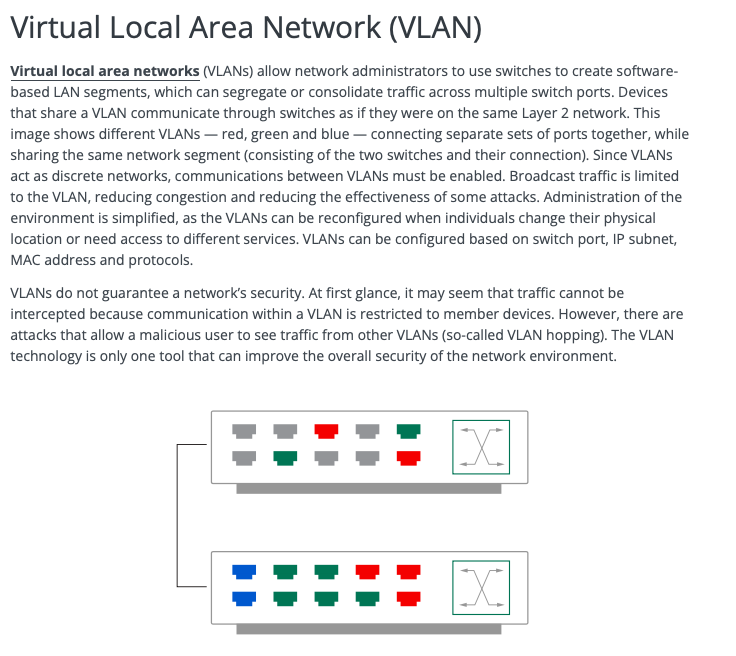 Virtual Local Area Network (VLAN)
Virtual local area networks (VLANs) allow network administrators to use switches to create software-
based LAN segments, which can segregate or consolidate traffic across multiple switch ports. Devices
that share a VLAN communicate through switches as if they were on the same Layer 2 network. This
image shows different VLANs — red, green and blue — connecting separate sets of ports together, while
sharing the same network segment (consisting of the two switches and their connection). Since VLANs
act as discrete networks, communications between VLANs must be enabled. Broadcast traffic is limited
to the VLAN, reducing congestion and reducing the effectiveness of some attacks. Administration of the
environment is simplified, as the VLANs can be reconfigured when individuals change their physical
location or need access to different services. VLANs can be configured based on switch port, IP subnet,
MAC address and protocols.
VLANs do not guarantee a network’s security. At first glance, it may seem that traffic cannot be
intercepted because communication within a VLAN is restricted to member devices. However, there are
attacks that allow a malicious user to see traffic from other VLANs (so-called VLAN hopping). The VLAN
technology is only one tool that can improve the overall security of the network environment.